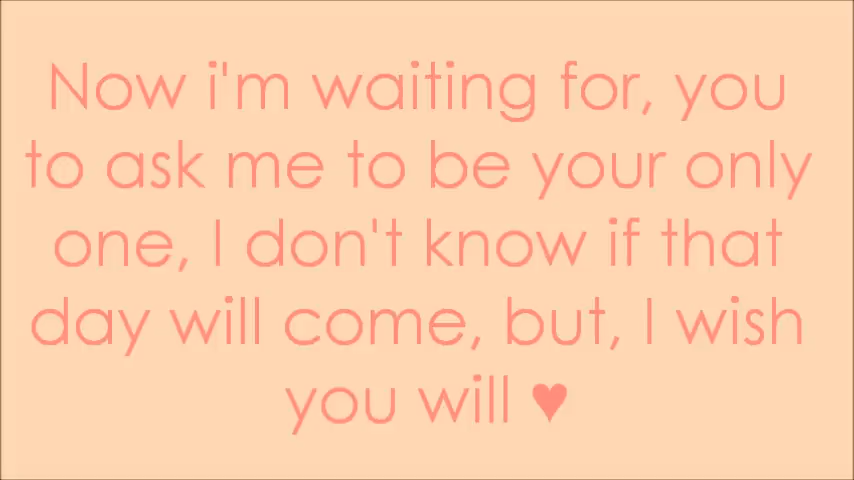 Now i'm waiting for, you
to ask me to be your only
one, I don't know if that
day will come, but, I wish
you will ♥